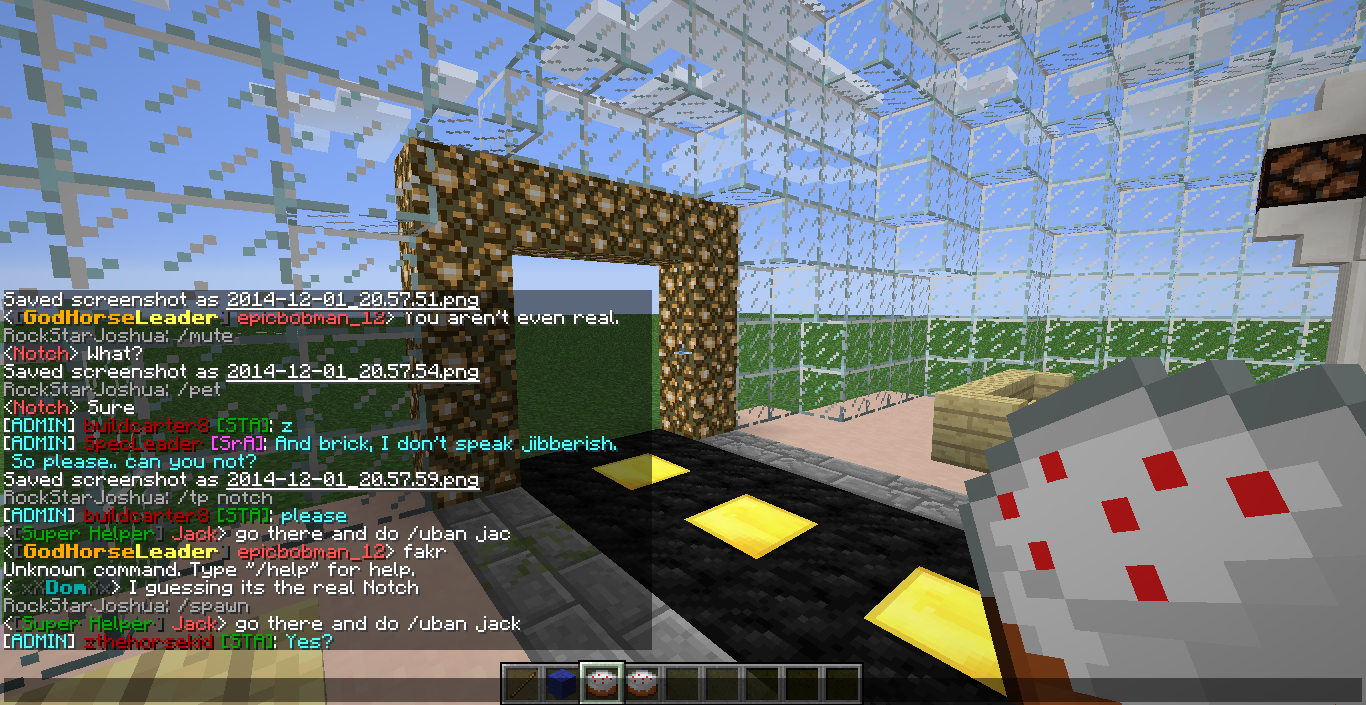 Saved screenshot as 2014-12-01_20.57.51.png
<[GodHorseLeader] epicbobman_12> You aren't even real.
RockStarJoshua: /mute
<Notch> What?
Saved screenshot as 2014-12-01_20.57.54.png
RockStarJoshua: /pet
<Notch> Sure
[ADMIN] buildcarter8 [STA]: z
[ADMIN] SpecLeader [SrA]: And brick, I don't speak jibberish.
So please.. can you not?
Saved screenshot as 2014-12-01_20.57.59.png
RockStarJoshua: /tp notch
[ADMIN] buildcarter8 [STA]: please
<[Super Helper] Jack> go there and do /uban jac
<[GodHorseLeader] epicbobman_12> fakr
Unknown command. Type "/help" for help.
< xXDomXx> I guessing its the real Notch
RockStarJoshua: /spawn
<[Super Helper] Jack> go there and do /uban jack
[ADMIN] zthehorsekid [STA]: Yes?